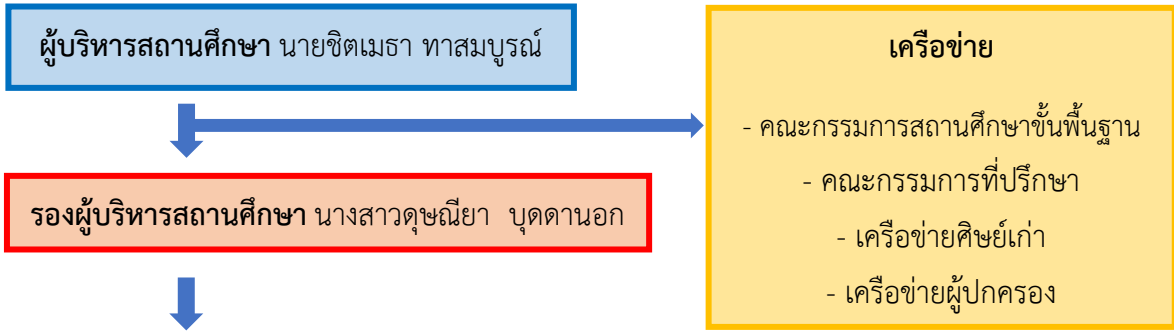 ผู้บริหารสถานศึกษา นายชิตเมธา ทาสมบูรณ์
รองผู้บริหารสถานศึกษา นางสาวดุษณียา บุดดานอก
เครือข่าย
- คณะกรรมการสถานศึกษาขั้นพื้นฐาน
- คณะกรรมการที่ปรึกษา
- เครือข่ายศิษย์เก่า
- เครือข่ายผู้ปกครอง